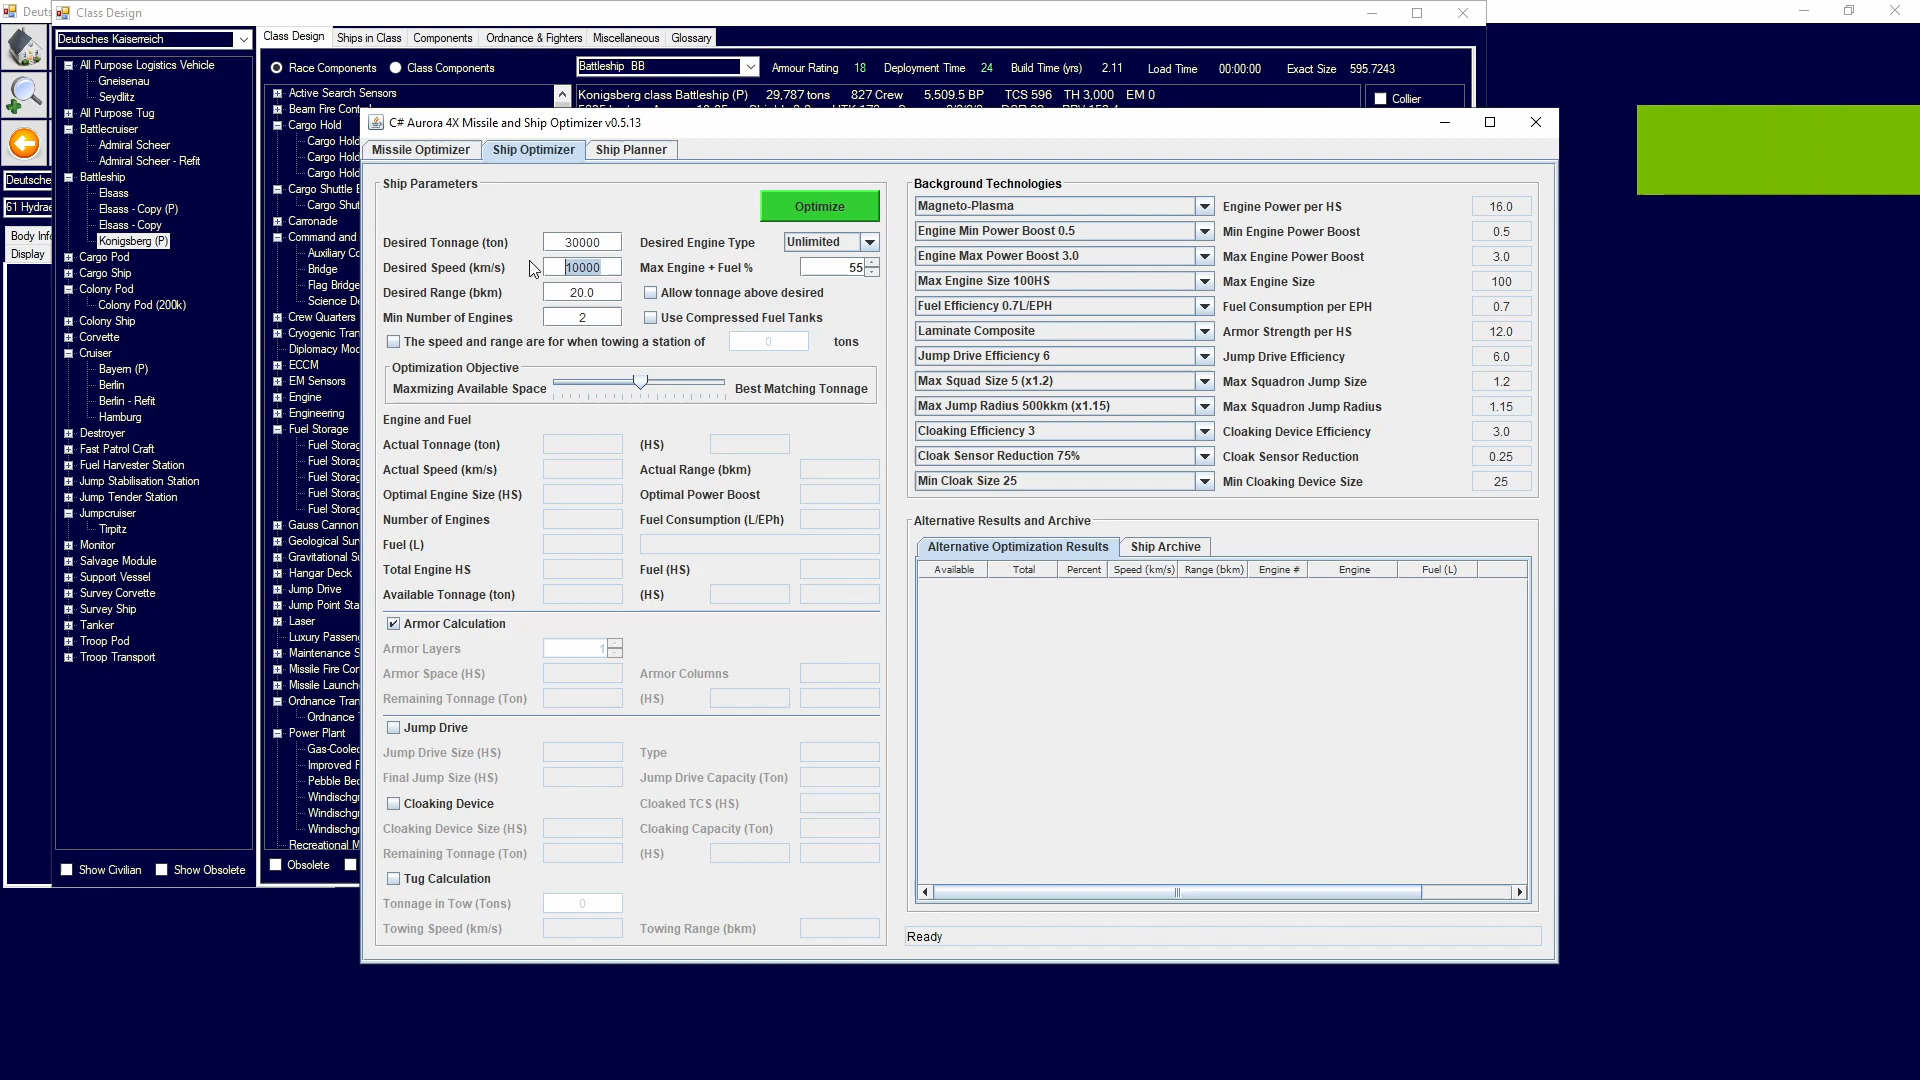 Class Design
Deutsches Kaiserreich
All Purpose Logistics Vehicle
Gneisenau
Seydlitz
All Purpose Tug
Battlecruiser
Admiral Scheer
Admiral Scheer - Refit
Battleship
Elsass
Elsass - Copy (P)
Elsass - Copy
Konigsberg (P)
Cargo Pod
Cargo Ship
Colony Pod
Colony Pod (200k)
Colony Ship
Corvette
Cruiser
Bayern (P)
Berlin
Berlin - Refit
Hamburg
Destroyer
Fast Patrol Craft
Fuel Harvester Station
Jump Stabilisation Station
Jump Tender Station
Jumpcruiser
Tirpitz
Monitor
Salvage Module
Support Vessel
Survey Corvette
Survey Ship
Tanker
Troop Pod
Troop Transport
Show Civilian Show Obsolete
Deutsche
61 Hydrae
Body Info
Display
Class Design Ships in Class Components Ordnance & Fighters Miscellaneous Glossary
Race Components Class Components
Battleship BB
Amour Rating 18 Deployment Time 24 Build Time (yrs) 2.11 Load Time 00:00:00 Exact Size 595.7243
Konigsberg class Battleship (P) 29,787 tons 827 Crew 5,509.5 BP TCS 596 TH 3,000 EM 0
Collier
Active Search Sensors
Beam Fire Cont
Cargo Hold
Cargo Hold
Cargo Hold
Cargo Hold
Cargo Shuttle B
Cargo Shut
Carronade
Command and
Auxiliary Co
Bridge
Flag Bridge
Science De
Crew Quarters
Cryogenic Tran
Diplomacy Mod
ECCM
EM Sensors
Engine
Engineering
Fuel Storage
Fuel Storag
Fuel Storag
Fuel Storag
Fuel Storag
Fuel Storag
Gauss Cannon
Geological Sur
Gravitational Su
Hangar Deck
Jump Drive
Jump Point Sta
Laser
Luxury Passen
Maintenance S
Missile Fire Con
Missile Launch
Ordnance Tran
Ordnance
Power Plant
Gas-Cooled
Improved P
Pebble Bed
Windischgr
Windischgr
Windischgr
Recreational M
Obsolete
C# Aurora 4X Missile and Ship Optimizer v0.5.13
Missile Optimizer Ship Optimizer Ship Planner
Ship Parameters
Optimize
Desired Tonnage (ton) 30000 Desired Engine Type Unlimited
Desired Speed (km/s) 10000 Max Engine + Fuel % 55
Desired Range (bkm) 20.0 Allow tonnage above desired
Min Number of Engines 2 Use Compressed Fuel Tanks
The speed and range are for when towing a station of 0 tons
Optimization Objective
Maxmizing Available Space Best Matching Tonnage
Engine and Fuel
Actual Tonnage (ton) (HS)
Actual Speed (km/s) Actual Range (bkm)
Optimal Engine Size (HS) Optimal Power Boost
Number of Engines Fuel Consumption (L/EPh)
Fuel (L)
Total Engine HS Fuel (HS)
Available Tonnage (ton) (HS)
Armor Calculation
Armor Layers 1
Armor Space (HS) Armor Columns
Remaining Tonnage (Ton) (HS)
Jump Drive
Jump Drive Size (HS) Type
Final Jump Size (HS) Jump Drive Capacity (Ton)
Cloaking Device Cloaked TCS (HS)
Cloaking Device Size (HS) Cloaking Capacity (Ton)
Remaining Tonnage (Ton) (HS)
Tug Calculation
Tonnage in Tow (Tons) 0
Towing Speed (km/s) Towing Range (bkm)
Background Technologies
Magneto-Plasma Engine Power per HS 16.0
Engine Min Power Boost 0.5 Min Engine Power Boost 0.5
Engine Max Power Boost 3.0 Max Engine Power Boost 3.0
Max Engine Size 100HS Max Engine Size 100
Fuel Efficiency 0.7L/EPH Fuel Consumption per EPH 0.7
Laminate Composite Armor Strength per HS 12.0
Jump Drive Efficiency 6 Jump Drive Efficiency 6.0
Max Squad Size 5 (x1.2) Max Squadron Jump Size 1.2
Max Jump Radius 500kkm (x1.15) Max Squadron Jump Radius 1.15
Cloaking Efficiency 3 Cloaking Device Efficiency 3.0
Cloak Sensor Reduction 75% Cloak Sensor Reduction 0.25
Min Cloak Size 25 Min Cloaking Device Size 25
Alternative Results and Archive
Alternative Optimization Results Ship Archive
Available Total Percent Speed (km/s) Range (bkm) Engine # Engine Fuel (L)
Ready